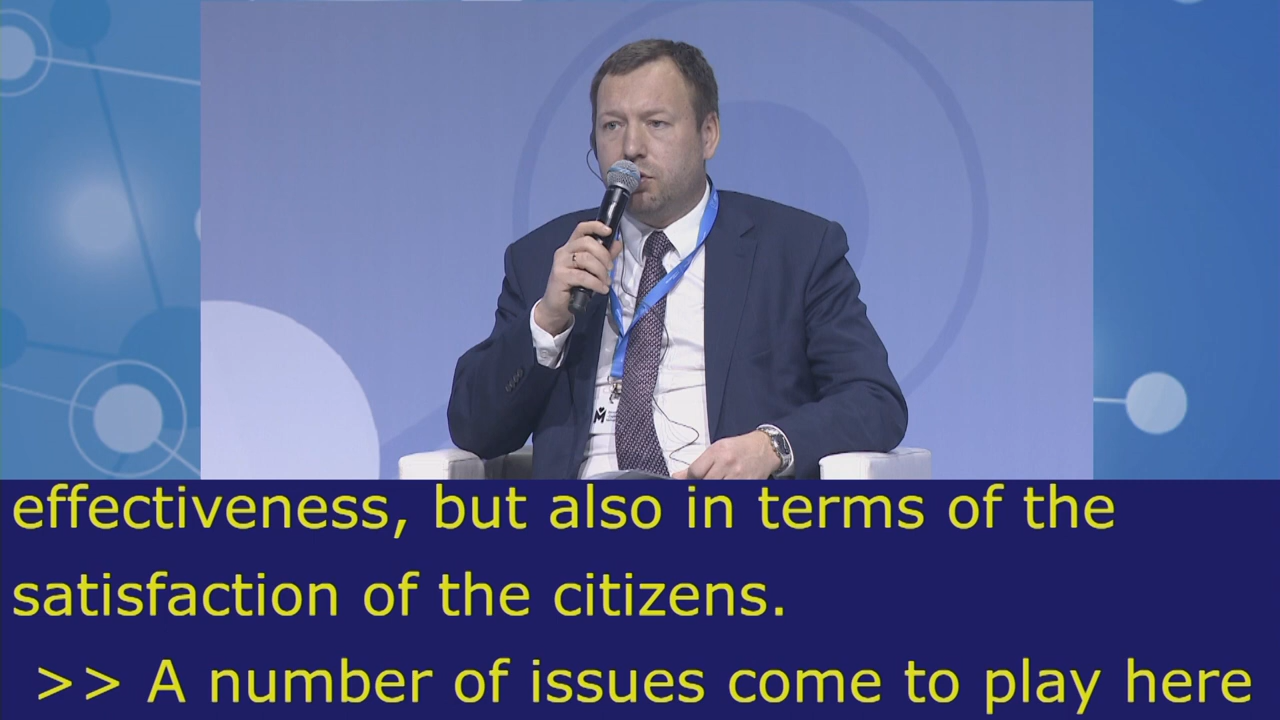 effectiveness, but also in terms of the
satisfaction of the citizens.
>> A number of issues come to play here